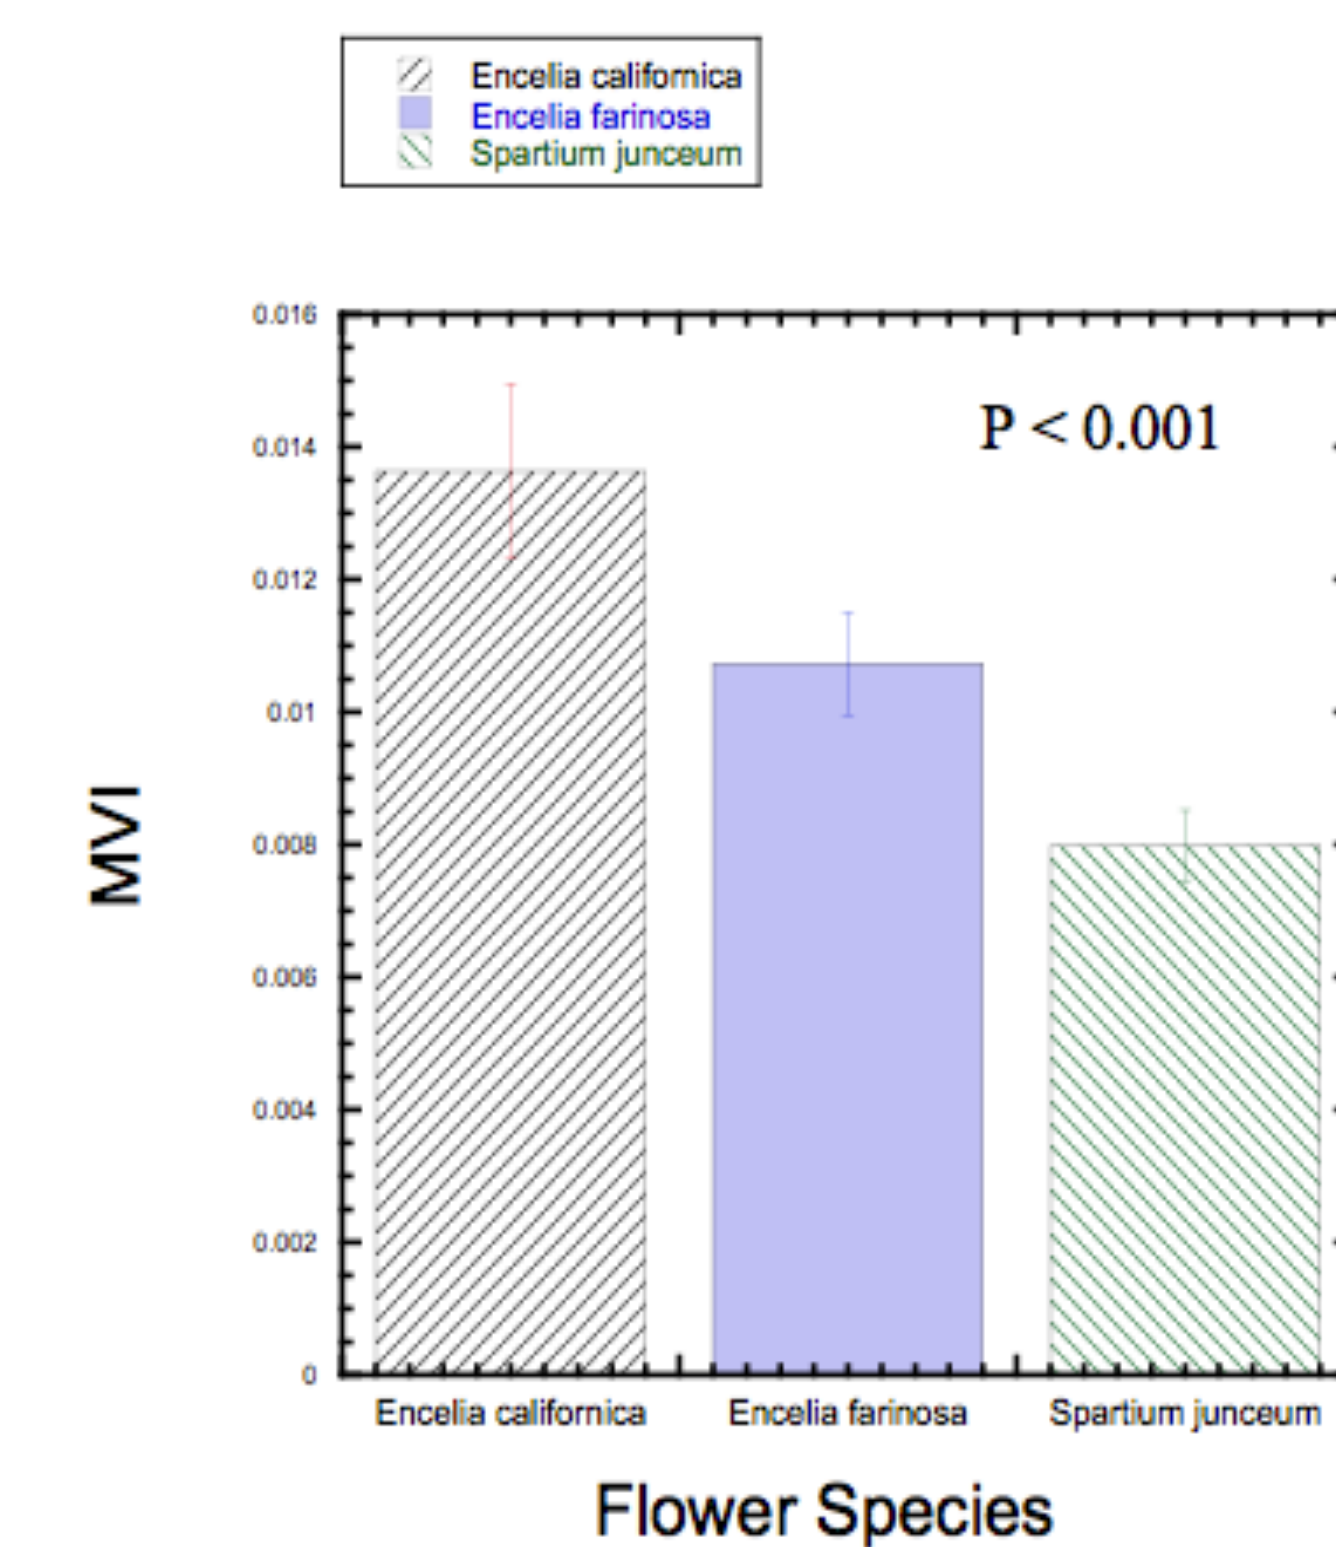 Encelia californica
Encelia farinosa
Spartium junceum
0.016
P < 0.001
0.014
0.012
0.01
MVI
0.008
0.006
0.004
0.002
0
Encelia californica Encelia farinosa Spartium junceum
Flower Species